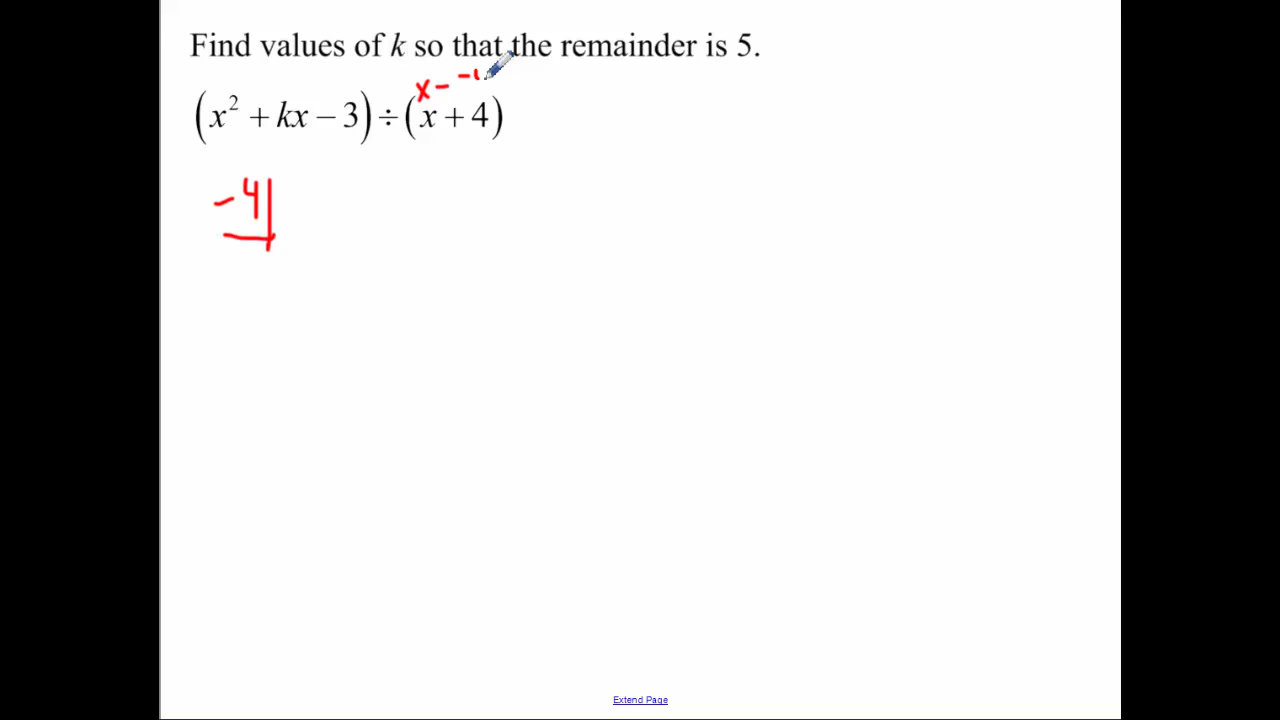 Find values of k so that the remainder is 5.
x - -
(x² + kx − 3) ÷ (x + 4)
-4
Extend Page